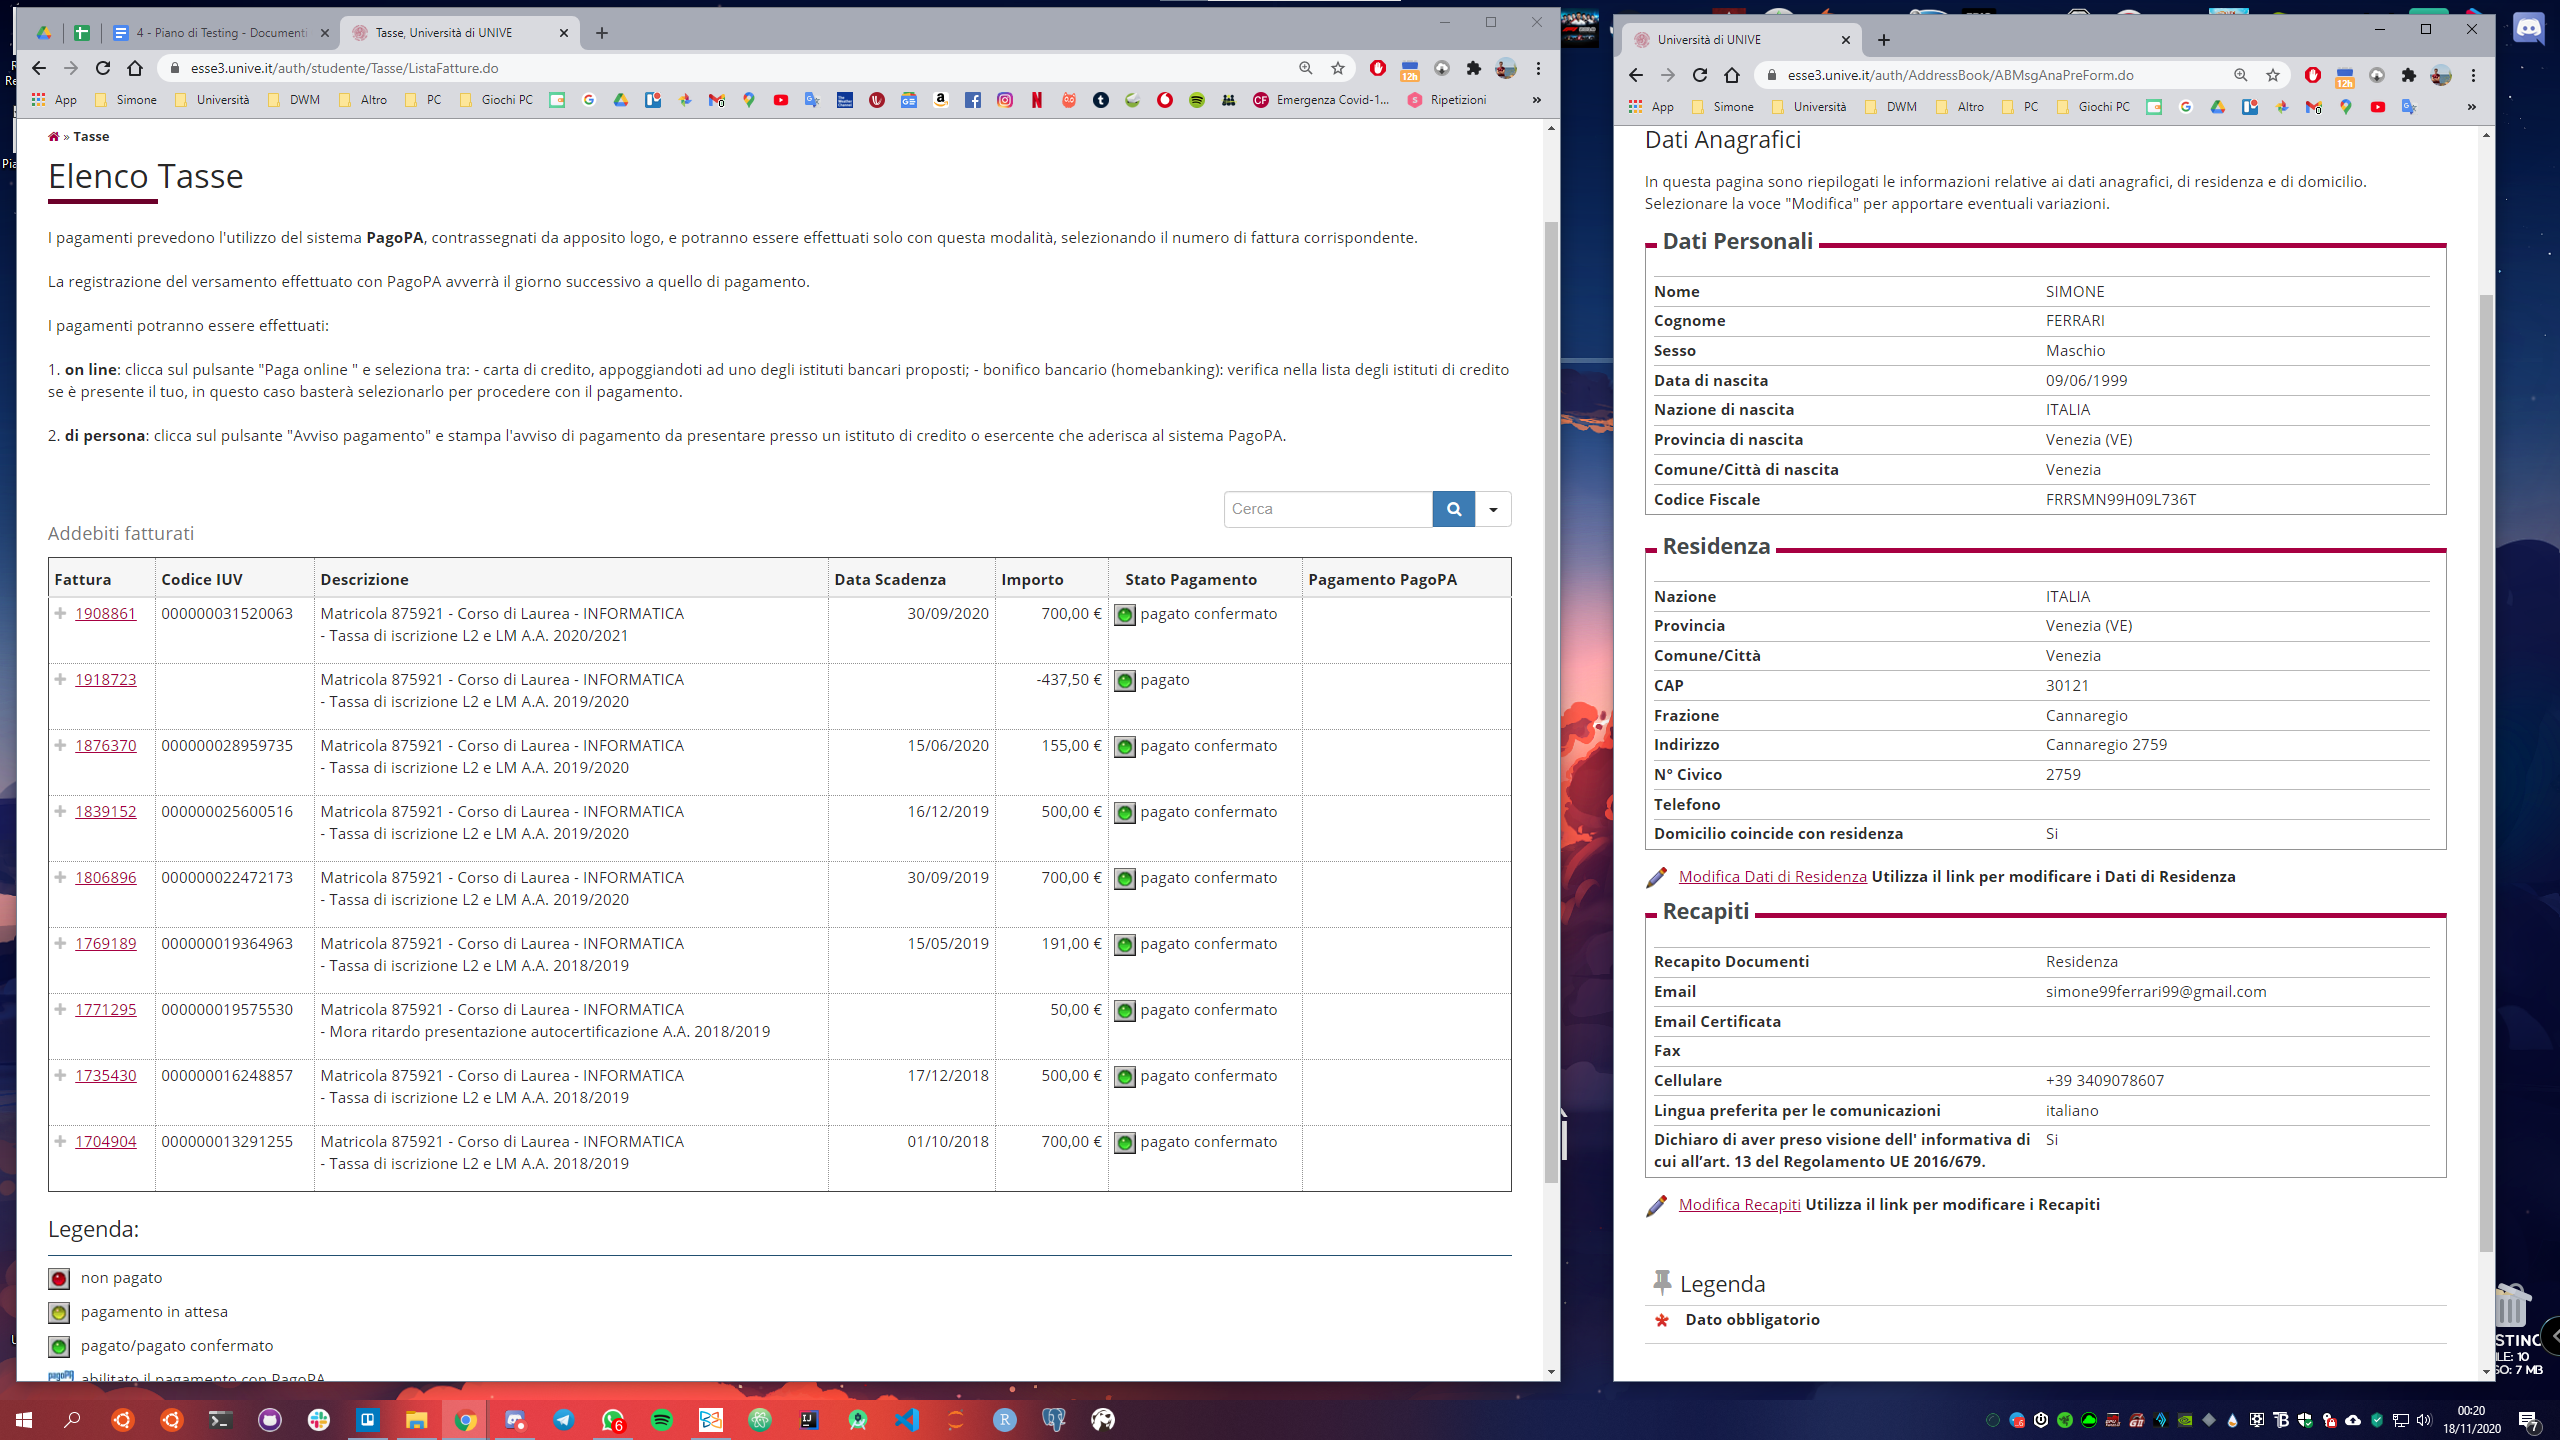 4 - Piano di Testing - Document
Tasse, Università di UNIVE
esse3.unive.it/auth/studente/Tasse/ListaFatture.do
12h
App
Simone
Università
DWM
Altro
PC
Giochi PC
Emergenza Covid-1...
Ripetizioni
»
» Tasse
Elenco Tasse
I pagamenti prevedono l'utilizzo del sistema PagoPA, contrassegnati da apposito logo, e potranno essere effettuati solo con questa modalità, selezionando il numero di fattura corrispondente.
La registrazione del versamento effettuato con PagoPA avverrà il giorno successivo a quello di pagamento.
I pagamenti potranno essere effettuati:
1. on line: clicca sul pulsante "Paga online " e seleziona tra: - carta di credito, appoggiandoti ad uno degli istituti bancari proposti; - bonifico bancario (homebanking): verifica nella lista degli istituti di credito
se è presente il tuo, in questo caso basterà selezionarlo per procedere con il pagamento.
2. di persona: clicca sul pulsante "Avviso pagamento" e stampa l'avviso di pagamento da presentare presso un istituto di credito o esercente che aderisca al sistema PagoPA.
Cerca
Addebiti fatturati
Fattura Codice IUV Descrizione Data Scadenza Importo Stato Pagamento Pagamento PagoPA
1908861 000000031520063 Matricola 875921 - Corso di Laurea - INFORMATICA 30/09/2020 700,00 € pagato confermato
- Tassa di iscrizione L2 e LM A.A. 2020/2021
1918723 Matricola 875921 - Corso di Laurea - INFORMATICA -437,50 € pagato
- Tassa di iscrizione L2 e LM A.A. 2019/2020
1876370 000000028959735 Matricola 875921 - Corso di Laurea - INFORMATICA 15/06/2020 155,00 € pagato confermato
- Tassa di iscrizione L2 e LM A.A. 2019/2020
1839152 000000025600516 Matricola 875921 - Corso di Laurea - INFORMATICA 16/12/2019 500,00 € pagato confermato
- Tassa di iscrizione L2 e LM A.A. 2019/2020
1806896 000000022472173 Matricola 875921 - Corso di Laurea - INFORMATICA 30/09/2019 700,00 € pagato confermato
- Tassa di iscrizione L2 e LM A.A. 2019/2020
1769189 000000019364963 Matricola 875921 - Corso di Laurea - INFORMATICA 15/05/2019 191,00 € pagato confermato
- Tassa di iscrizione L2 e LM A.A. 2018/2019
1771295 000000019575530 Matricola 875921 - Corso di Laurea - INFORMATICA 50,00 € pagato confermato
- Mora ritardo presentazione autocertificazione A.A. 2018/2019
1735430 000000016248857 Matricola 875921 - Corso di Laurea - INFORMATICA 17/12/2018 500,00 € pagato confermato
- Tassa di iscrizione L2 e LM A.A. 2018/2019
1704904 000000013291255 Matricola 875921 - Corso di Laurea - INFORMATICA 01/10/2018 700,00 € pagato confermato
- Tassa di iscrizione L2 e LM A.A. 2018/2019
Legenda:
non pagato
pagamento in attesa
pagato/pagato confermato
pagoPA abilitato il pagamento con PagoPA
Università di UNIVE
esse3.unive.it/auth/AddressBook/ABMsgAnaPreForm.do
12h
App
Simone
Università
DWM
Altro
PC
Giochi PC
»
Dati Anagrafici
In questa pagina sono riepilogati le informazioni relative ai dati anagrafici, di residenza e di domicilio.
Selezionare la voce "Modifica" per apportare eventuali variazioni.
Dati Personali
Nome SIMONE
Cognome FERRARI
Sesso Maschio
Data di nascita 09/06/1999
Nazione di nascita ITALIA
Provincia di nascita Venezia (VE)
Comune/Città di nascita Venezia
Codice Fiscale FRRSMN99H09L736T
Residenza
Nazione ITALIA
Provincia Venezia (VE)
Comune/Città Venezia
CAP 30121
Frazione Cannaregio
Indirizzo Cannaregio 2759
N° Civico 2759
Telefono
Domicilio coincide con residenza Si
Modifica Dati di Residenza Utilizza il link per modificare i Dati di Residenza
Recapiti
Recapito Documenti Residenza
Email simone99ferrari99@gmail.com
Email Certificata
Fax
Cellulare +39 3409078607
Lingua preferita per le comunicazioni italiano
Dichiaro di aver preso visione dell' informativa di Si
cui all'art. 13 del Regolamento UE 2016/679.
Modifica Recapiti Utilizza il link per modificare i Recapiti
Legenda
* Dato obbligatorio
STINO
LE: 10
SO: 7 MB
6
00:20
18/11/2020
7